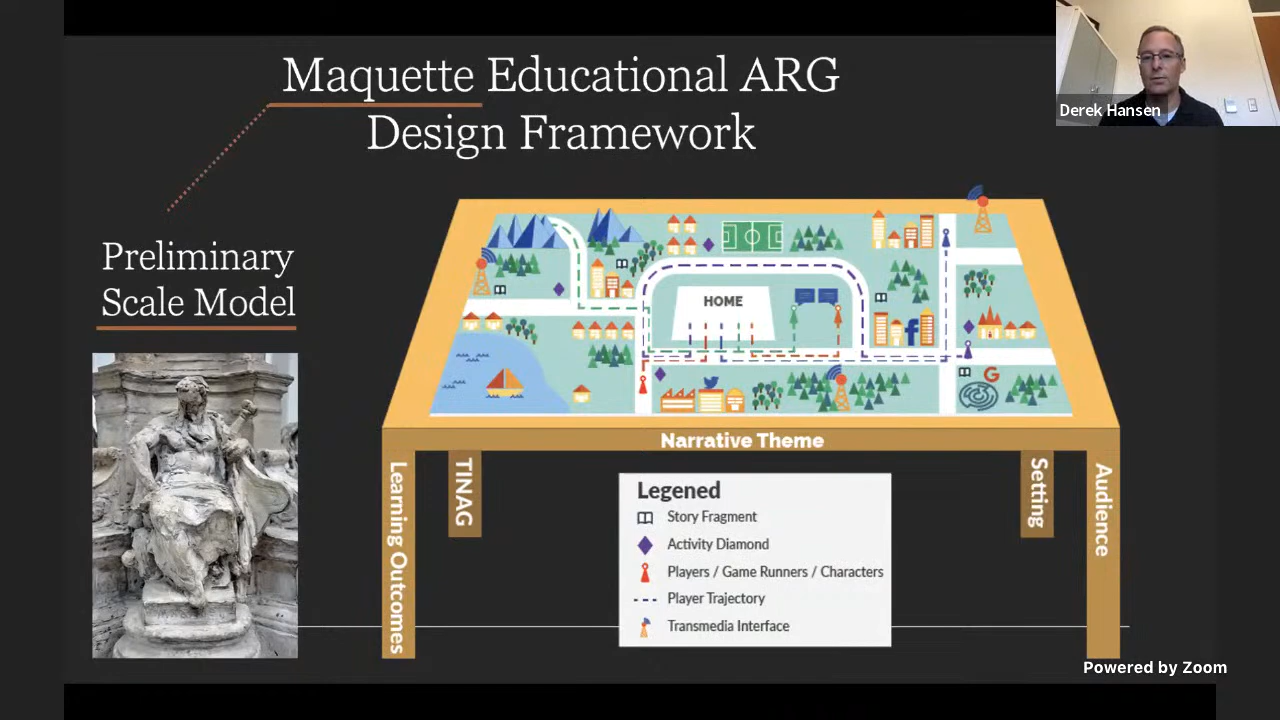 Maquette Educational ARG
Design Framework
Derek Hansen
Preliminary
Scale Model
HOME
f
G
Narrative Theme
Learning Outcomes
TINAG
Setting
Audience
Legened
Story Fragment
Activity Diamond
Players / Game Runners / Characters
Player Trajectory
Transmedia Interface
Powered by Zoom